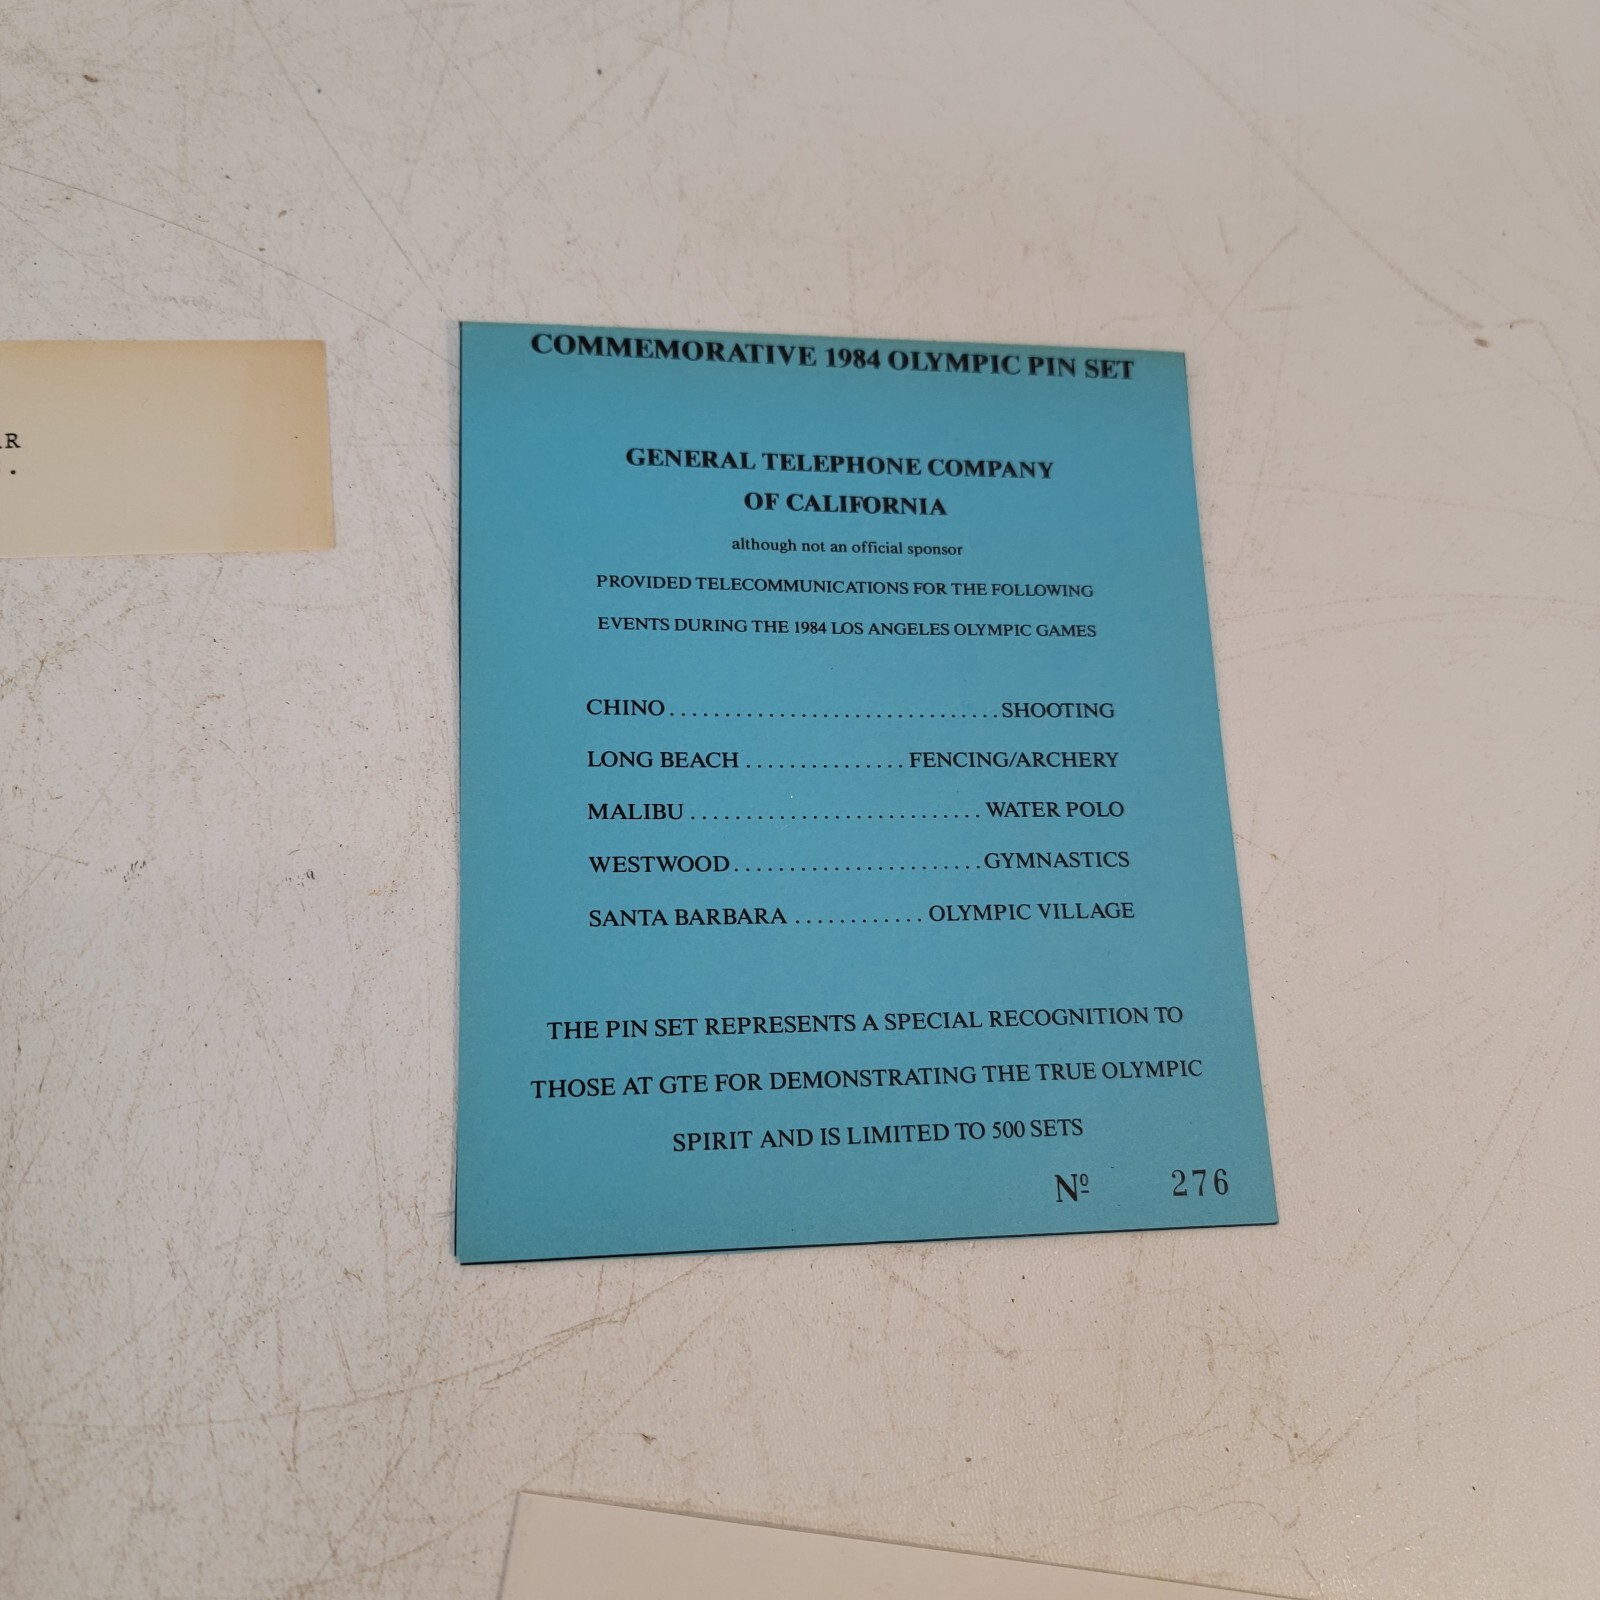 COMMEMORATIVE 1984 OLYMPIC PIN SET
GENERAL TELEPHONE COMPANY
OF CALIFORNIA
although not an official sponsor
PROVIDED TELECOMMUNICATIONS FOR THE FOLLOWING
EVENTS DURING THE 1984 LOS ANGELES OLYMPIC GAMES
CHINO..............................SHOOTING
LONG BEACH...............FENCING/ARCHERY
MALIBU...........................WATER POLO
WESTWOOD.......................GYMNASTICS
SANTA BARBARA............OLYMPIC VILLAGE
THE PIN SET REPRESENTS A SPECIAL RECOGNITION TO
THOSE AT GTE FOR DEMONSTRATING THE TRUE OLYMPIC
SPIRIT AND IS LIMITED TO 500 SETS
Nº 276